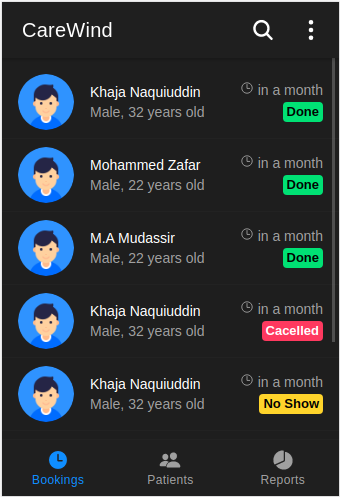 CareWind
Khaja Naquiuddin
in a month
Male, 32 years old
Done
Mohammed Zafar
in a month
Male, 22 years old
Done
M.A Mudassir
in a month
Male, 22 years old
Done
Khaja Naquiuddin
in a month
Male, 32 years old
Cacelled
Khaja Naquiuddin
in a month
Male, 32 years old
No Show
Bookings
Patients
Reports